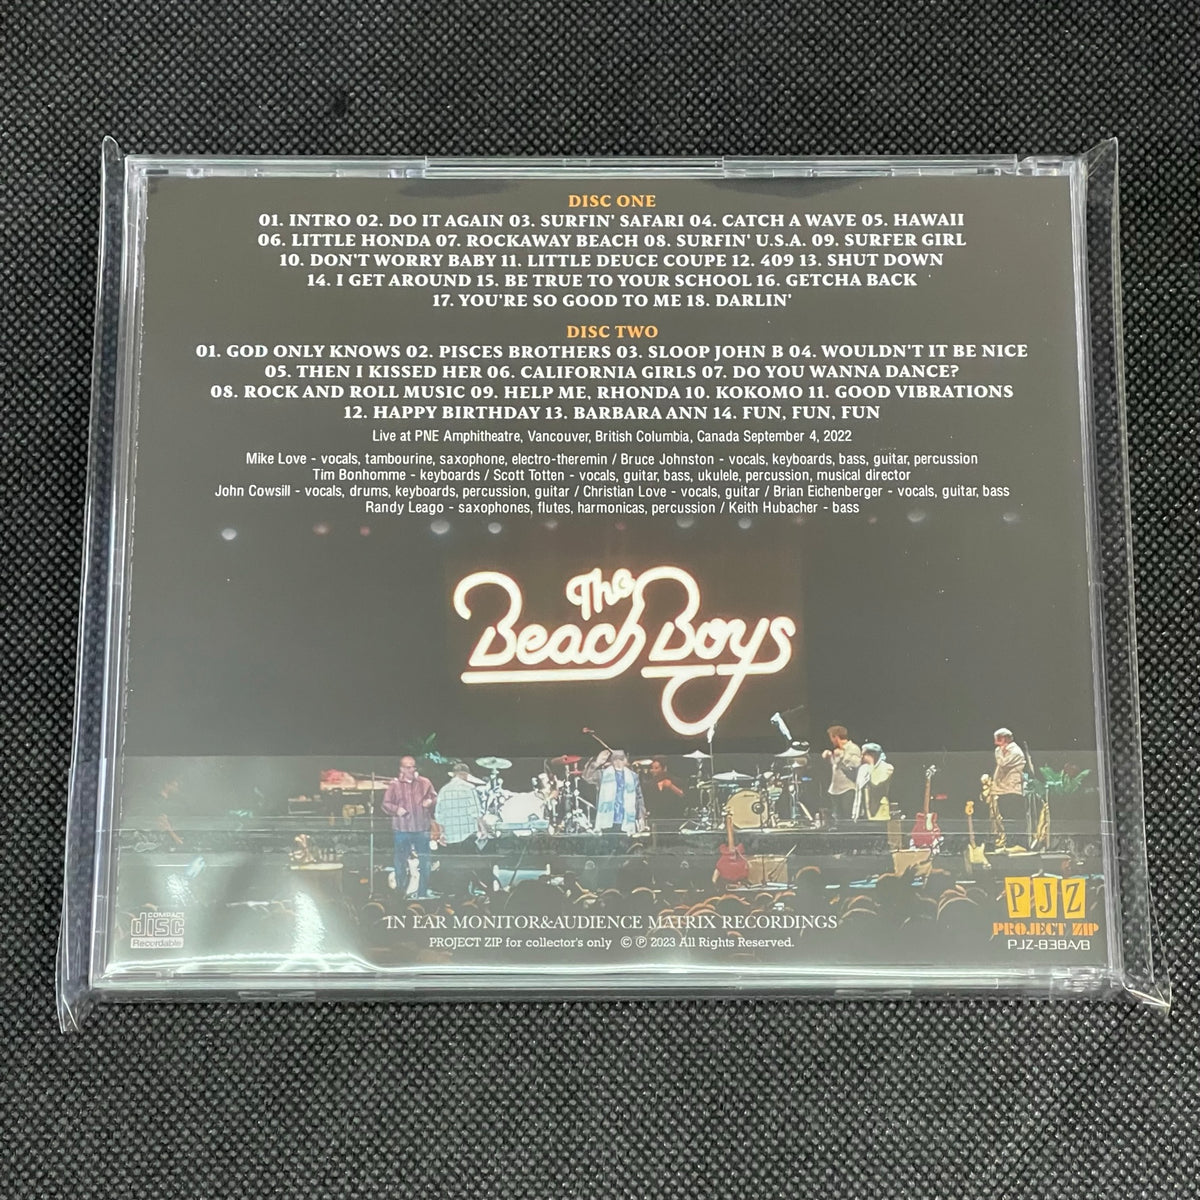 DISC ONE
01. INTRO 02. DO IT AGAIN 03. SURFIN' SAFARI 04. CATCH A WAVE 05. HAWAII
06. LITTLE HONDA 07. ROCKAWAY BEACH 08. SURFIN' U.S.A. 09. SURFER GIRL
10. DON'T WORRY BABY 11. LITTLE DEUCE COUPE 12. 409 13. SHUT DOWN
14. I GET AROUND 15. BE TRUE TO YOUR SCHOOL 16. GETCHA BACK
17. YOU'RE SO GOOD TO ME 18. DARLIN'
DISC TWO
01. GOD ONLY KNOWS 02. PISCES BROTHERS 03. SLOOP JOHN B 04. WOULDN'T IT BE NICE
05. THEN I KISSED HER 06. CALIFORNIA GIRLS 07. DO YOU WANNA DANCE?
08. ROCK AND ROLL MUSIC 09. HELP ME, RHONDA 10. KOKOMO 11. GOOD VIBRATIONS
12. HAPPY BIRTHDAY 13. BARBARA ANN 14. FUN, FUN, FUN
Live at PNE Amphitheatre, Vancouver, British Columbia, Canada September 4, 2022
Mike Love - vocals, tambourine, saxophone, electro-theremin / Bruce Johnston - vocals, keyboards, bass, guitar, percussion
Tim Bonhomme - keyboards / Scott Totten - vocals, guitar, bass, ukulele, percussion, musical director
John Cowsill - vocals, drums, keyboards, percussion, guitar / Christian Love - vocals, guitar / Brian Eichenberger - vocals, guitar, bass
Randy Leago - saxophones, flutes, harmonicas, percussion / Keith Hubacher - bass
The
Beach Boys
COMPACT
disc
Recordable
IN EAR MONITOR&AUDIENCE MATRIX RECORDINGS
PROJECT ZIP for collector's only © ℗ 2023 All Rights Reserved.
PJZ
PROJECT ZIP
PJZ-838A/B